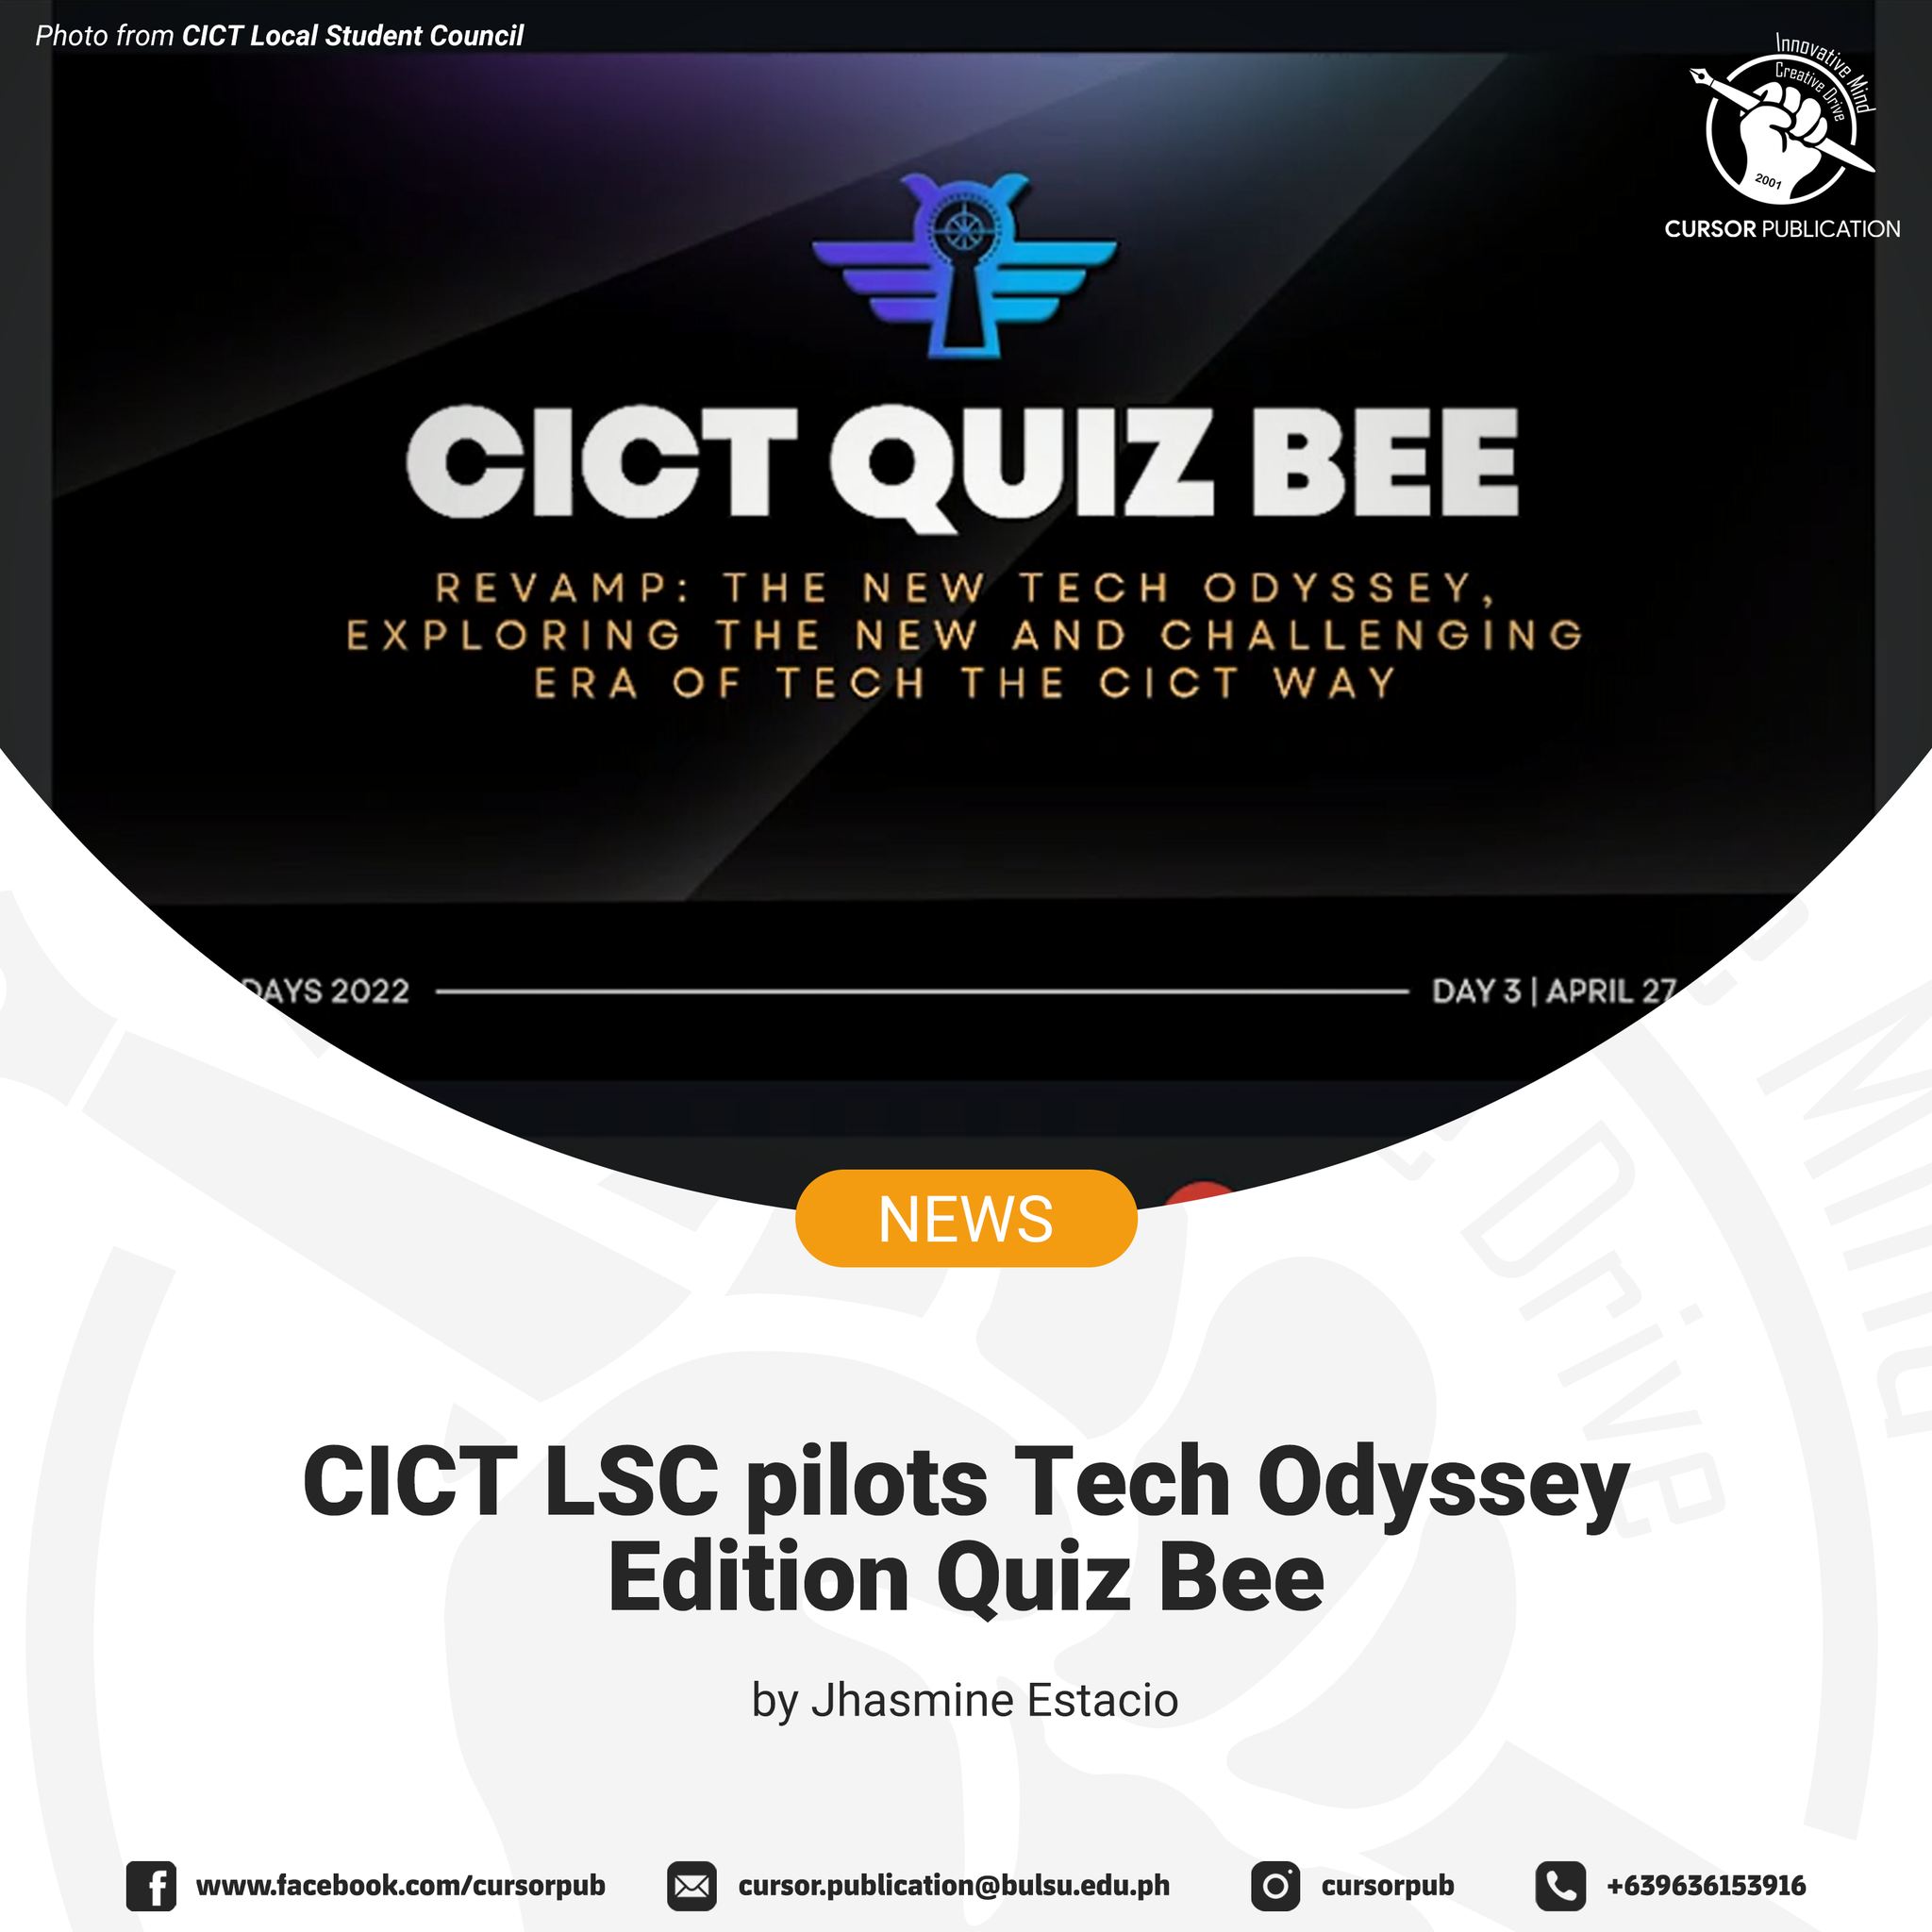 Photo from CICT Local Student Council
Innovative Mind
Creative Drive
2001
CURSOR PUBLICATION
CICT QUIZ BEE
REVAMP: THE NEW TECH ODYSSEY,
EXPLORING THE NEW AND CHALLENGING
ERA OF TECH THE CICT WAY
DAYS 2022
DAY 3 | APRIL 27
NEWS
Drive
Mind
CICT LSC pilots Tech Odyssey
Edition Quiz Bee
by Jhasmine Estacio
www.facebook.com/cursorpub
cursor.publication@bulsu.edu.ph
cursorpub
+639636153916